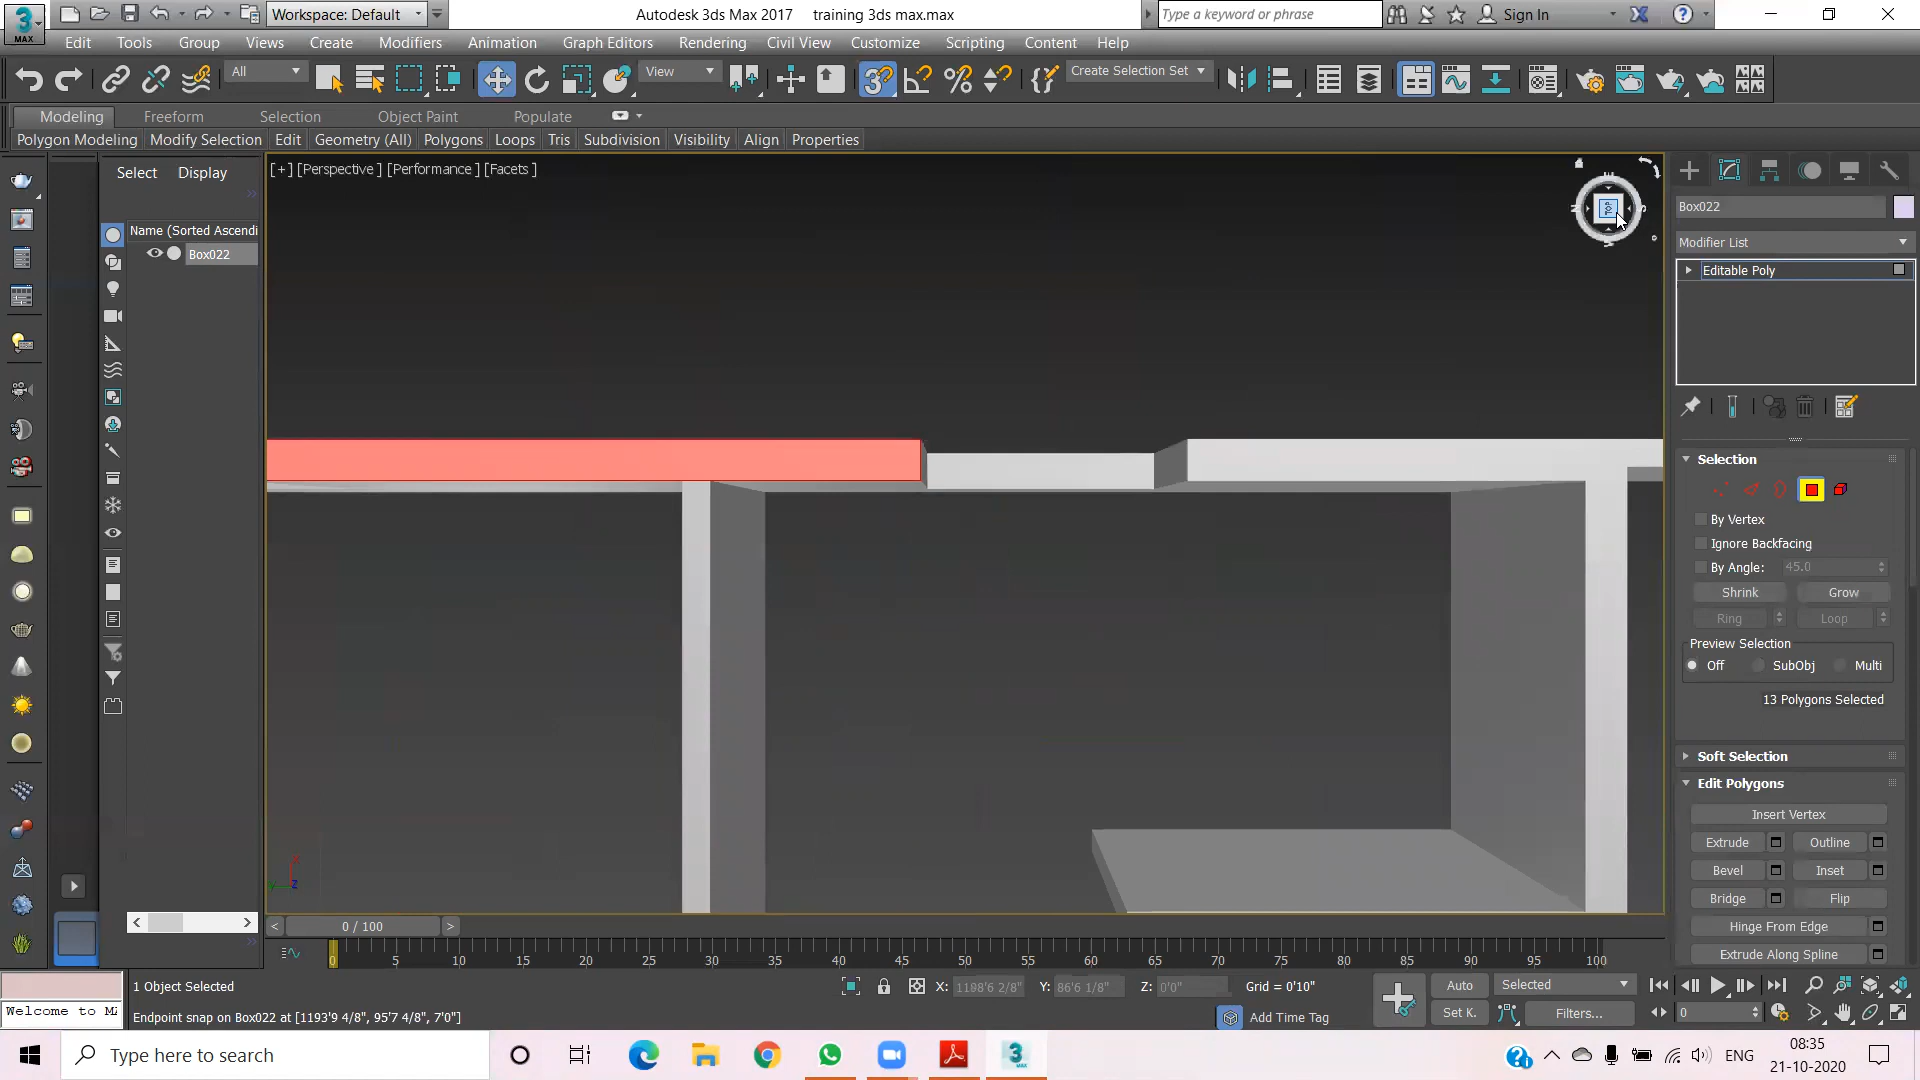 3
MAX
Workspace: Default
Autodesk 3ds Max 2017 training 3ds max.max
Type a keyword or phrase
Sign In
Edit Tools Group Views Create Modifiers Animation Graph Editors Rendering Civil View Customize Scripting Content Help
All
View
Create Selection Set
Modeling Freeform Selection Object Paint Populate
Polygon Modeling Modify Selection Edit Geometry (All) Polygons Loops Tris Subdivision Visibility Align Properties
Select Display
[+] [Perspective ] [Performance ] [Facets ]
TOP
Box022
Name (Sorted Ascendi
Modifier List
Box022
Editable Poly
Selection
By Vertex
Ignore Backfacing
By Angle: 45.0
Shrink Grow
Ring Loop
Preview Selection
Off SubObj Multi
13 Polygons Selected
Soft Selection
Edit Polygons
Insert Vertex
Extrude Outline
Bevel Inset
Bridge Flip
Hinge From Edge
Extrude Along Spline
< 0 / 100 >
0 5 10 15 20 25 30 35 40 45 50 55 60 65 70 75 80 85 90 95 100
1 Object Selected
X: 1198'6 2/8" Y: 86'6 1/8" Z: 0'0" Grid = 0'10"
Auto Selected
Welcome to MA
Endpoint snap on Box022 at [1193'9 4/8", 95'7 4/8", 7'0"]
Add Time Tag
Set K. Filters...
0
Type here to search
ENG
08:35
21-10-2020